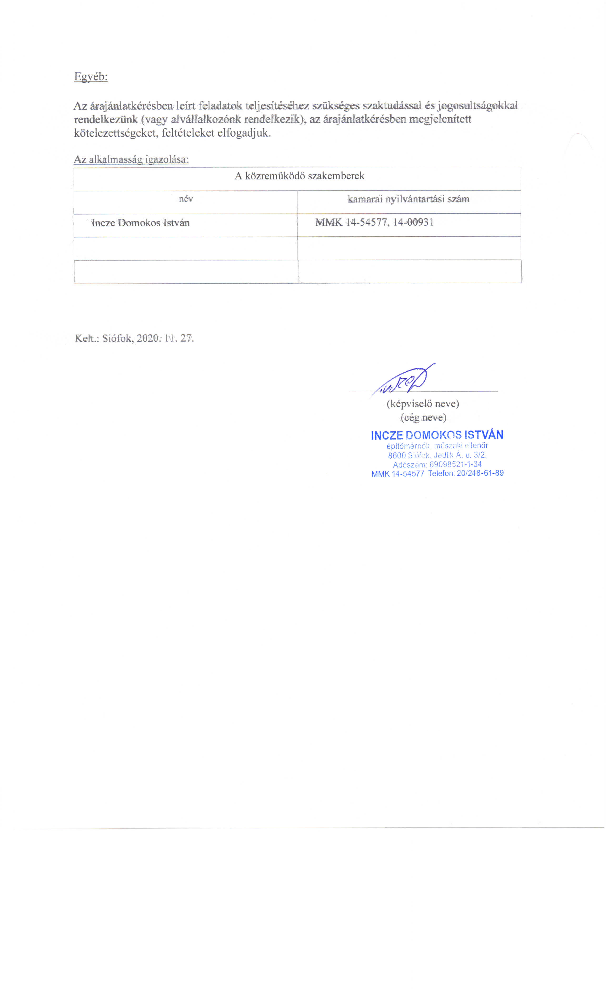 Egyéb:
Az árajánlatkérésben leírt feladatok teljesítéséhez szükséges szaktudással és jogosultságokkal
rendelkezünk (vagy alvállalkozónk rendelkezik), az árajánlatkérésben megjelenített
kötelezettségeket, feltételeket elfogadjuk.
Az alkalmasság igazolása:
A közreműködő szakemberek
név kamarai nyilvántartási szám
Incze Domokos István MMK 14-54577, 14-00931
Kelt.: Siófok, 2020. 11. 27.
(képviselő neve)
(cég neve)
INCZE DOMOKOS ISTVÁN
építőmérnök, műszaki ellenőr
8600 Siófok, Jedlik Á. u. 3/2.
Adószám: 69098521-1-34
MMK 14-54577 Telefon: 20/248-61-89